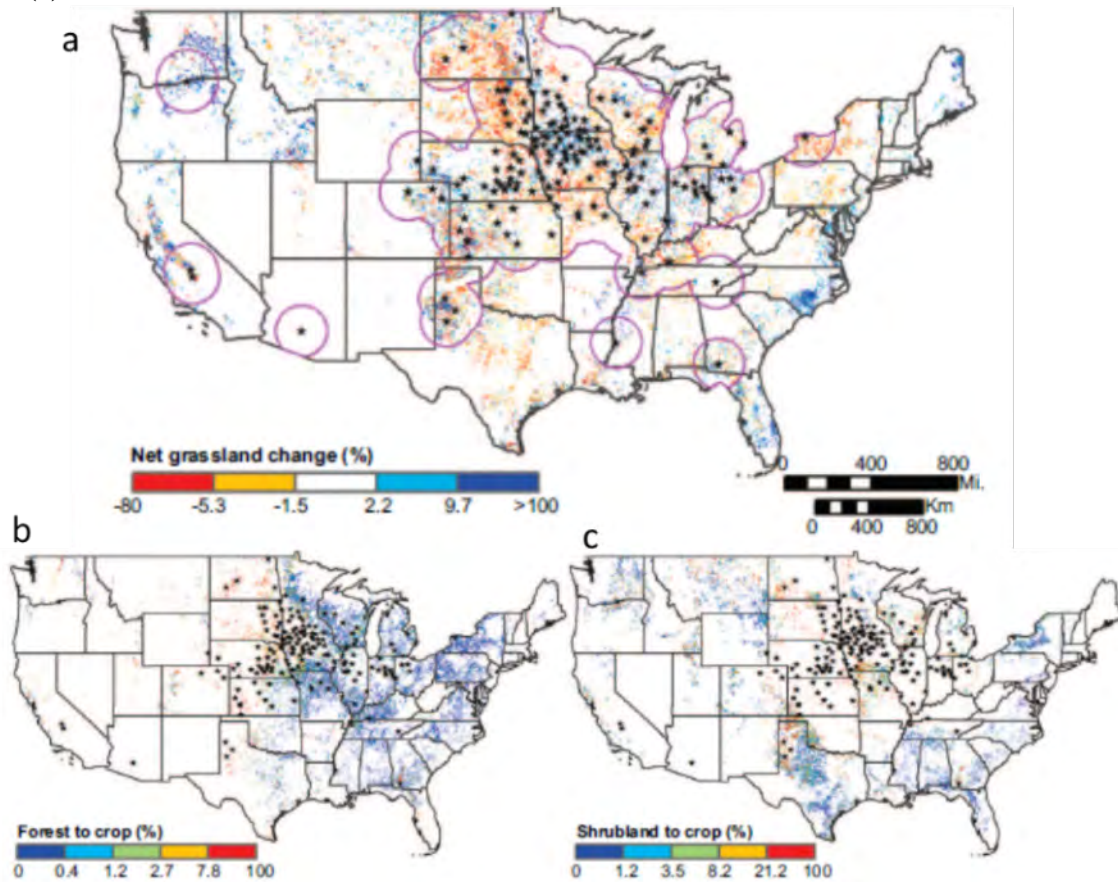 a
Net grassland change (%)
-80 -5.3 -1.5 2.2 9.7 >100
0 400 800
Mi.
Km
0 400 800
b
c
Forest to crop (%)
0 0.4 1.2 2.7 7.8 100
Shrubland to crop (%)
0 1.2 3.5 8.2 21.2 100